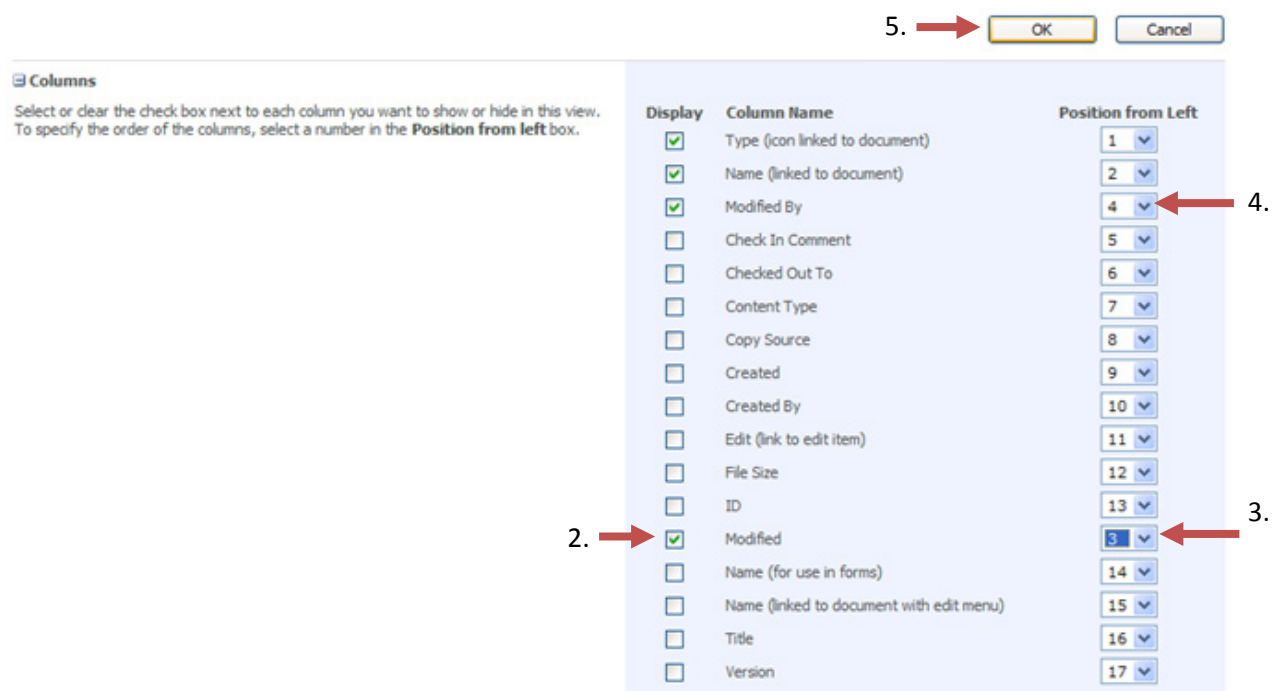 5. OK Cancel
Columns
Select or clear the check box next to each column you want to show or hide in this view.
To specify the order of the columns, select a number in the Position from left box.
Display Column Name Position from Left
Type (icon linked to document) 1
Name (linked to document) 2
Modified By 4 4.
Check In Comment 5
Checked Out To 6
Content Type 7
Copy Source 8
Created 9
Created By 10
Edit (link to edit item) 11
File Size 12
ID 13
3.
2. Modified 3
Name (for use in forms) 14
Name (linked to document with edit menu) 15
Title 16
Version 17